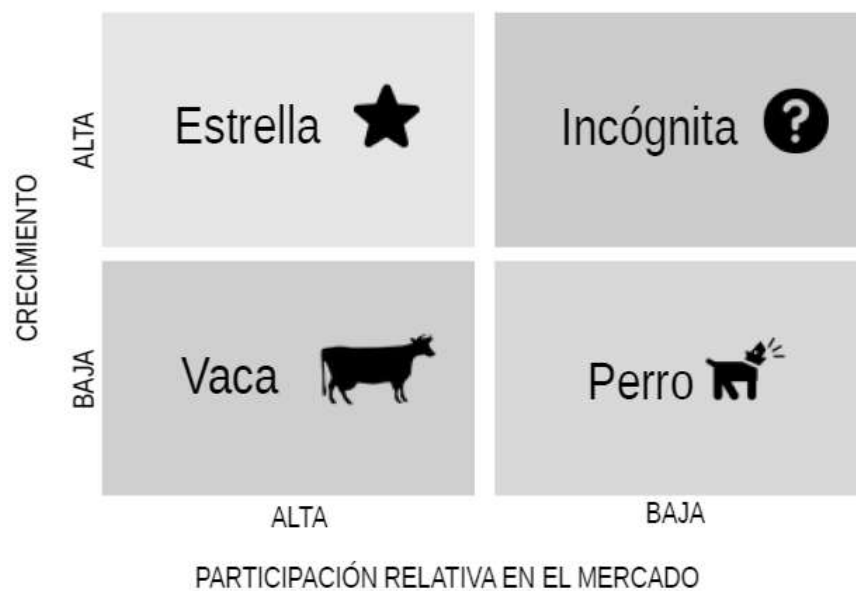 ALTA
Estrella
Incógnita
?
CRECIMIENTO
BAJA
Vaca
Perro
ALTA
BAJA
PARTICIPACIÓN RELATIVA EN EL MERCADO